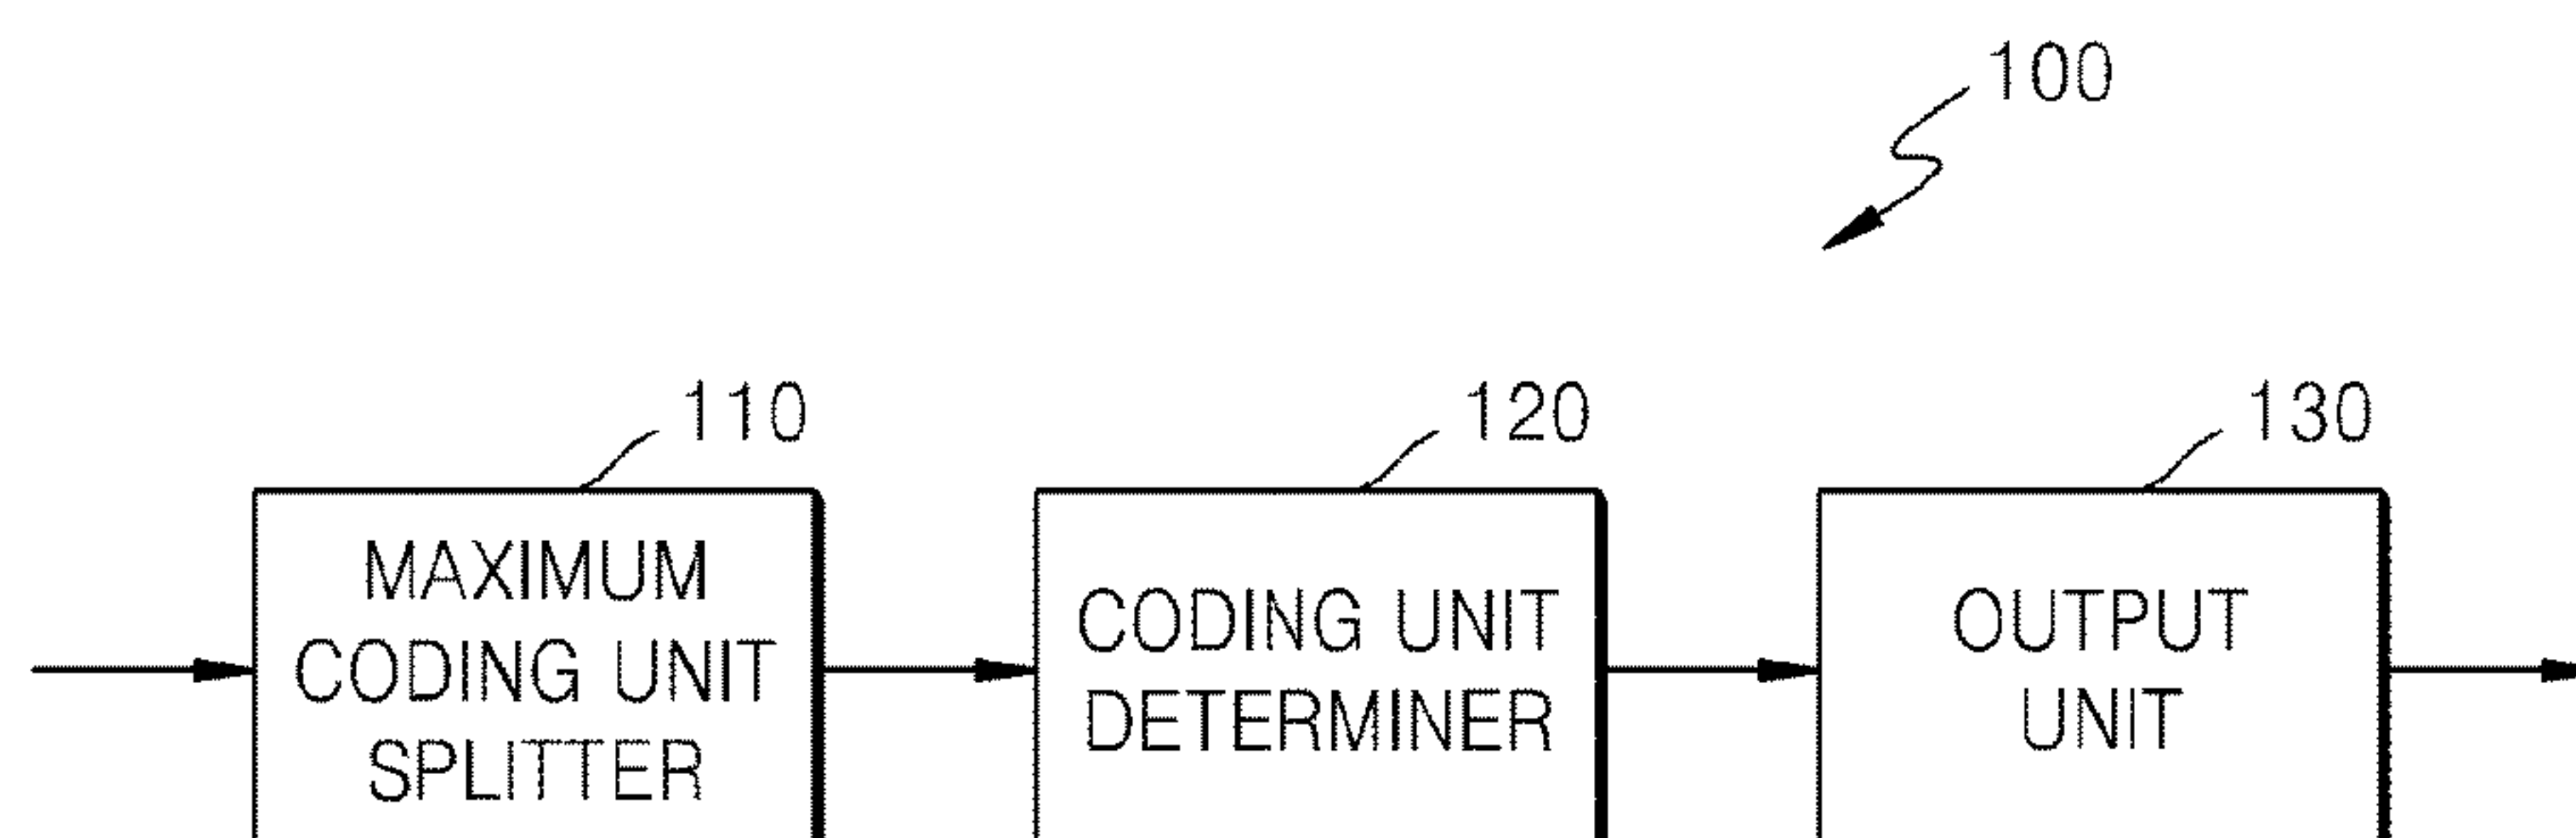 100
110
120
130
MAXIMUM
CODING UNIT
SPLITTER
CODING UNIT
DETERMINER
OUTPUT
UNIT